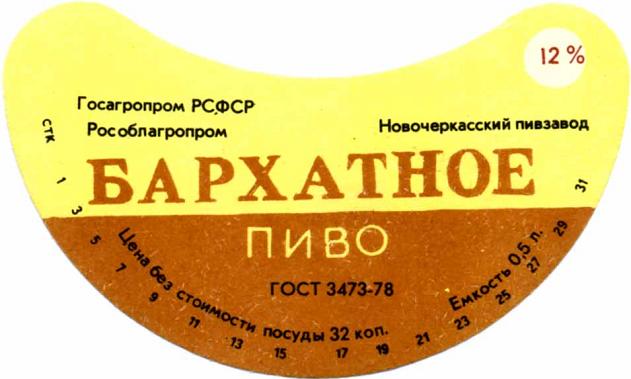 12 %
Госагропром РСФСР
Рособлагропром
Новочеркасский пивзавод
БАРХАТНОЕ
ПИВО
ГОСТ 3473-78
Цена без стоимости посуды 32 коп.
Емкость 0,5 л.
СТК 1 3 5 7 9 11 13 15 17 19 21 23 25 27 29 31